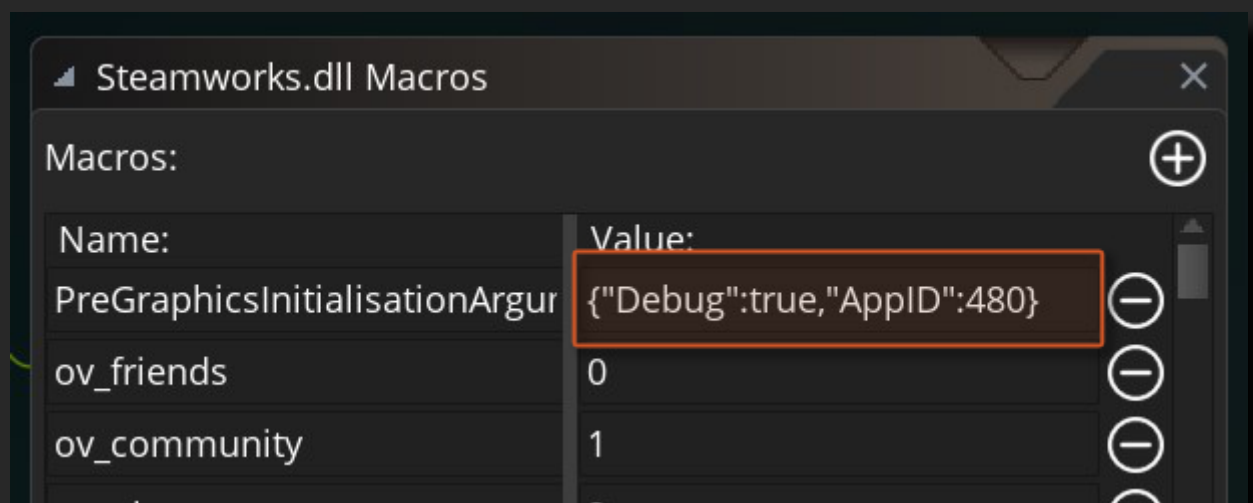 Steamworks.dll Macros
Macros:
Name: Value:
PreGraphicsInitialisationArgur {"Debug":true,"AppID":480}
ov_friends 0
ov_community 1